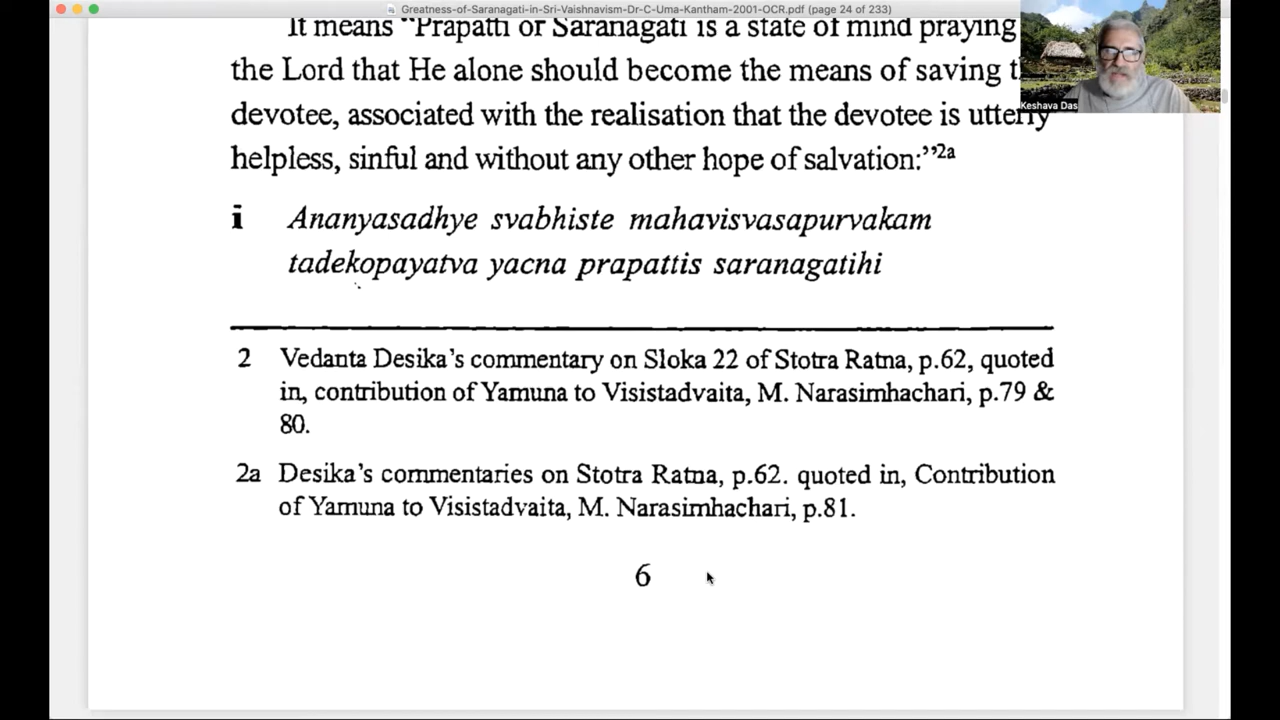 Greatness-of-Saranagati-in-Sri-Vaishnavism-Dr-C-Uma-Kantham-2001-OCR.pdf (page 24 of 233)
It means "Prapatti or Saranagati is a state of mind praying
the Lord that He alone should become the means of saving
devotee, associated with the realisation that the devotee is utterly
helpless, sinful and without any other hope of salvation:"2a
Keshava Das
i Ananyasadhye svabhiste mahavisvasapurvakam
tadekopayatva yacna prapattis saranagatihi
2 Vedanta Desika's commentary on Sloka 22 of Stotra Ratna, p.62, quoted
in, contribution of Yamuna to Visistadvaita, M. Narasimhachari, p.79 &
80.
2a Desika's commentaries on Stotra Ratna, p.62. quoted in, Contribution
of Yamuna to Visistadvaita, M. Narasimhachari, p.81.
6